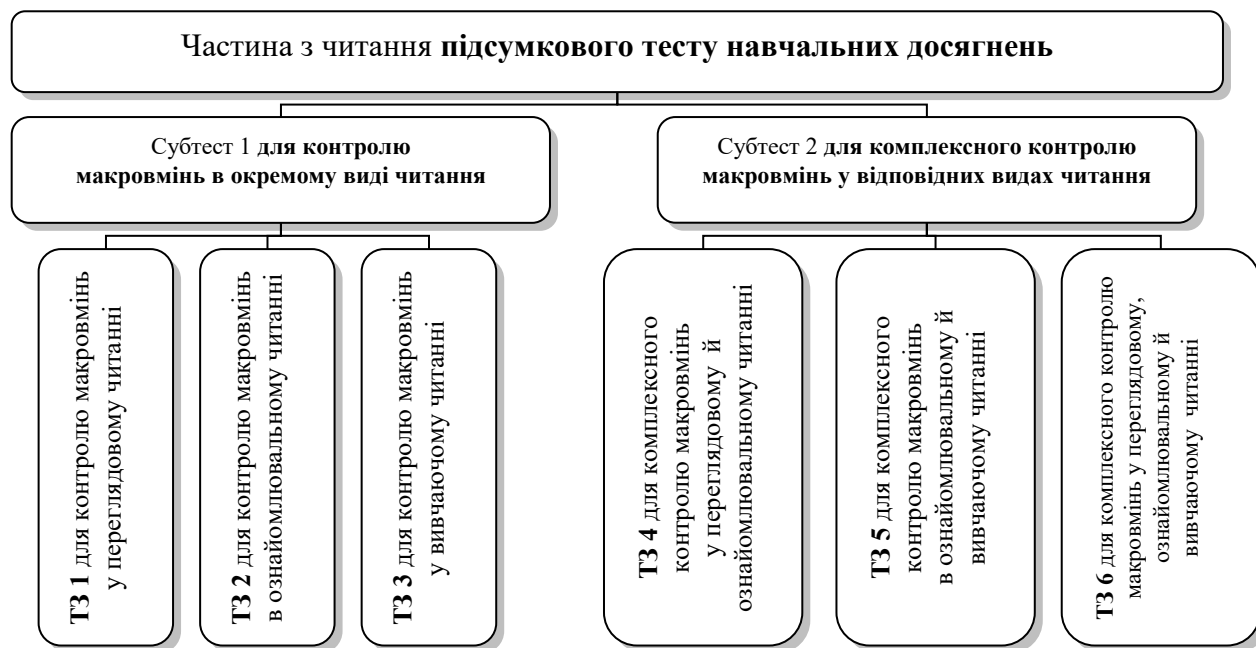 Частина з читання підсумкового тесту навчальних досягнень
Субтест 1 для контролю
макровмінь в окремому виді читання
Субтест 2 для комплексного контролю
макровмінь у відповідних видах читання
ТЗ 1 для контролю макровмінь
у переглядовому читанні
ТЗ 2 для контролю макровмінь
в ознайомлювальному читанні
ТЗ 3 для контролю макровмінь
у вивчаючому читанні
ТЗ 4 для комплексного
контролю макровмінь
у переглядовому й
ознайомлювальному читанні
ТЗ 5 для комплексного
контролю макровмінь
в ознайомлювальному й
вивчаючому читанні
ТЗ 6 для комплексного контролю
макровмінь у переглядовому,
ознайомлювальному й
вивчаючому читанні